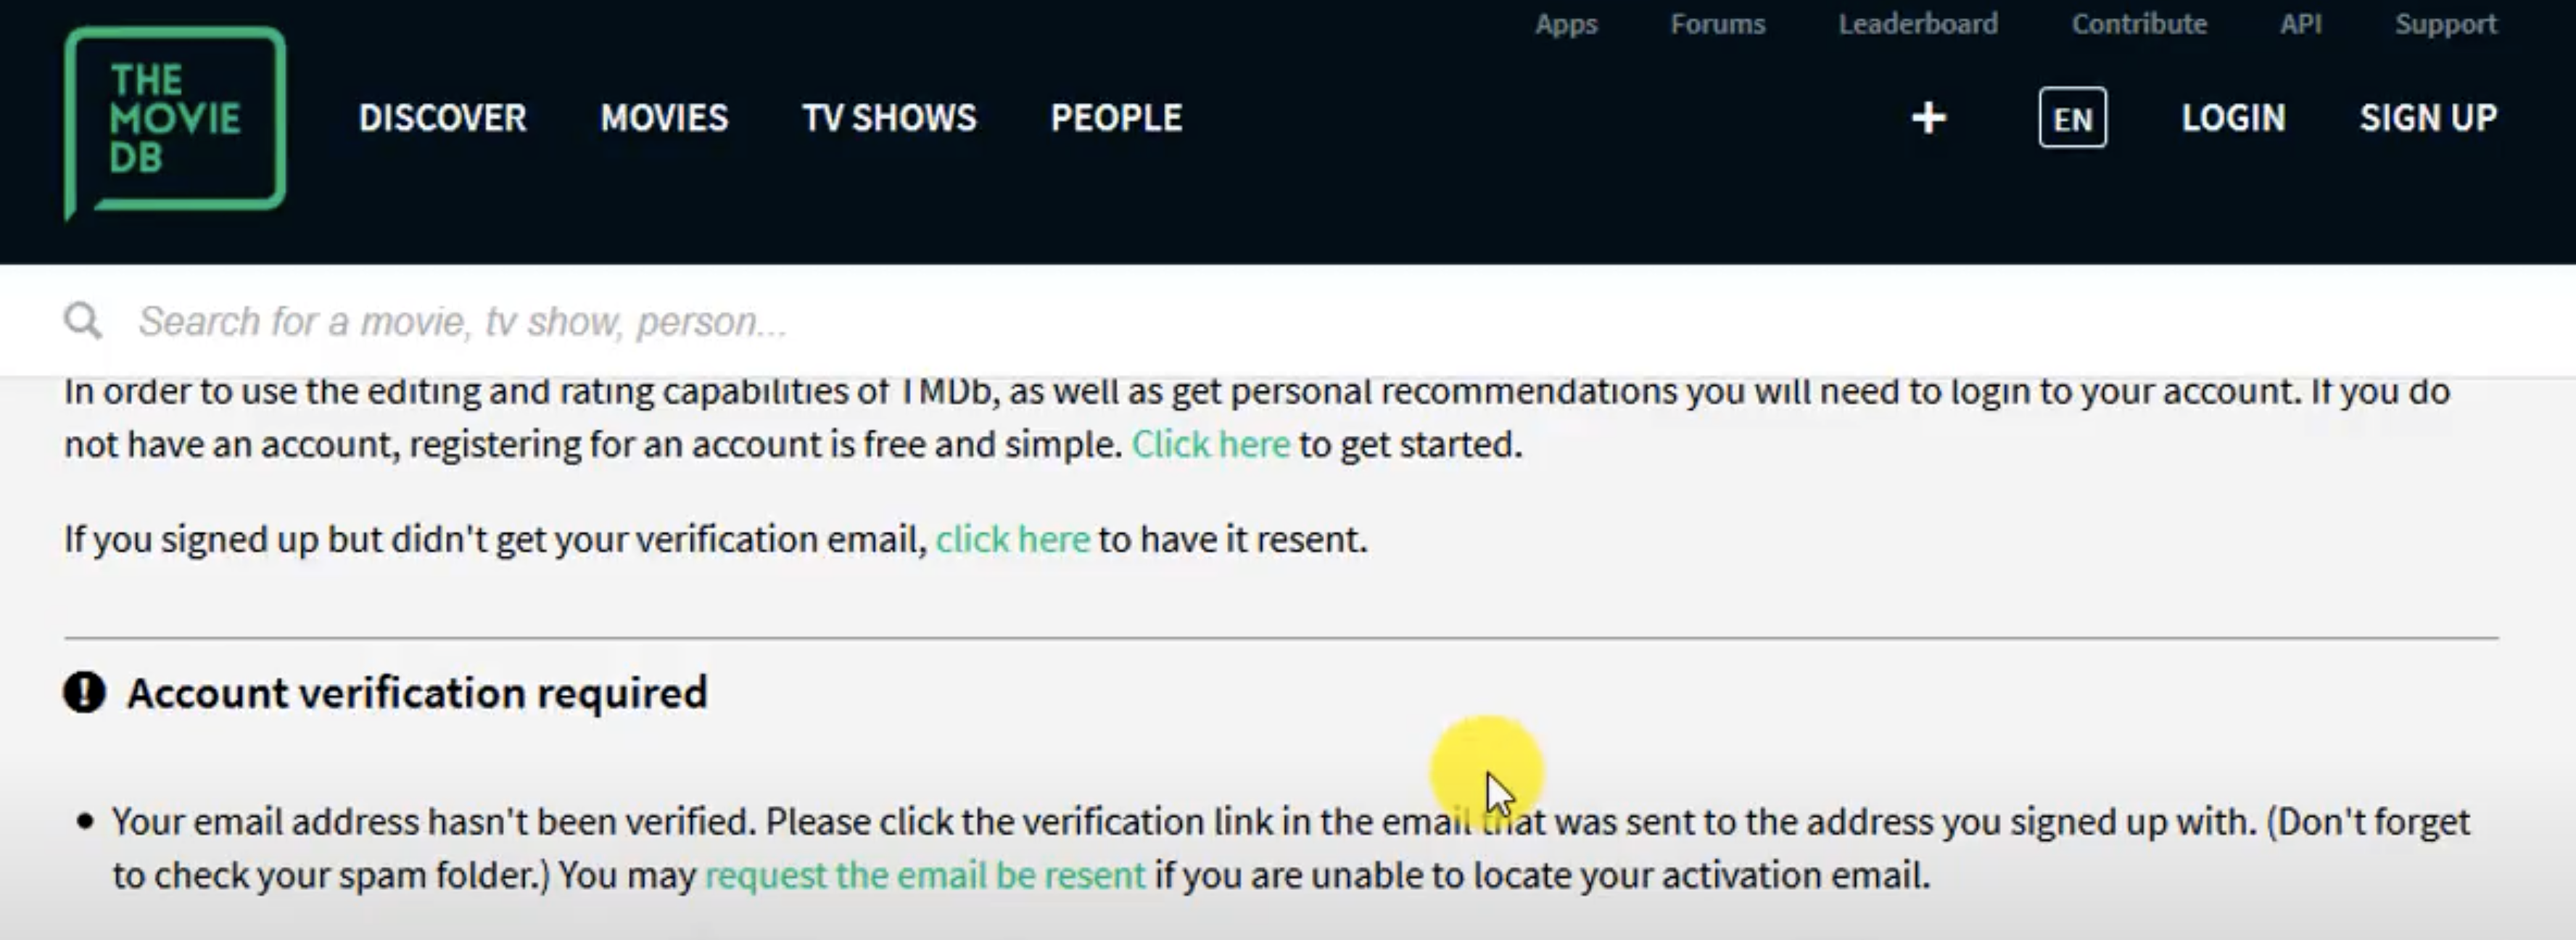 Apps Forums Leaderboard Contribute API Support
THE
MOVIE
DB
DISCOVER MOVIES TV SHOWS PEOPLE + EN LOGIN SIGN UP
Search for a movie, tv show, person...
In order to use the editing and rating capabilities of TMDb, as well as get personal recommendations you will need to login to your account. If you do
not have an account, registering for an account is free and simple. Click here to get started.
If you signed up but didn't get your verification email, click here to have it resent.
Account verification required
• Your email address hasn't been verified. Please click the verification link in the email that was sent to the address you signed up with. (Don't forget
to check your spam folder.) You may request the email be resent if you are unable to locate your activation email.